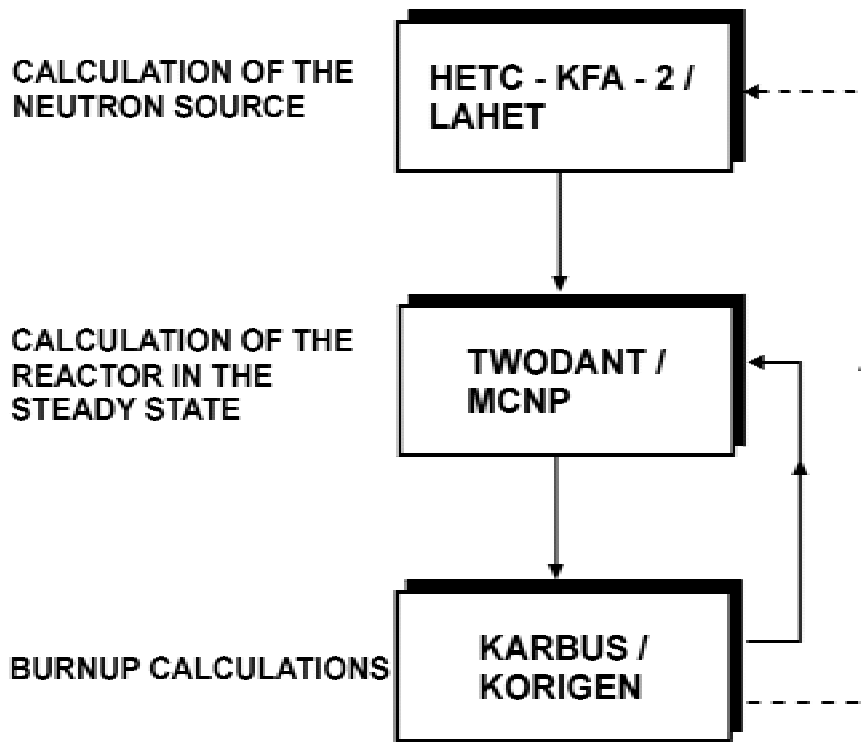 CALCULATION OF THE
NEUTRON SOURCE
HETC - KFA - 2 /
LAHET
CALCULATION OF THE
REACTOR IN THE
STEADY STATE
TWODANT /
MCNP
BURNUP CALCULATIONS
KARBUS /
KORIGEN